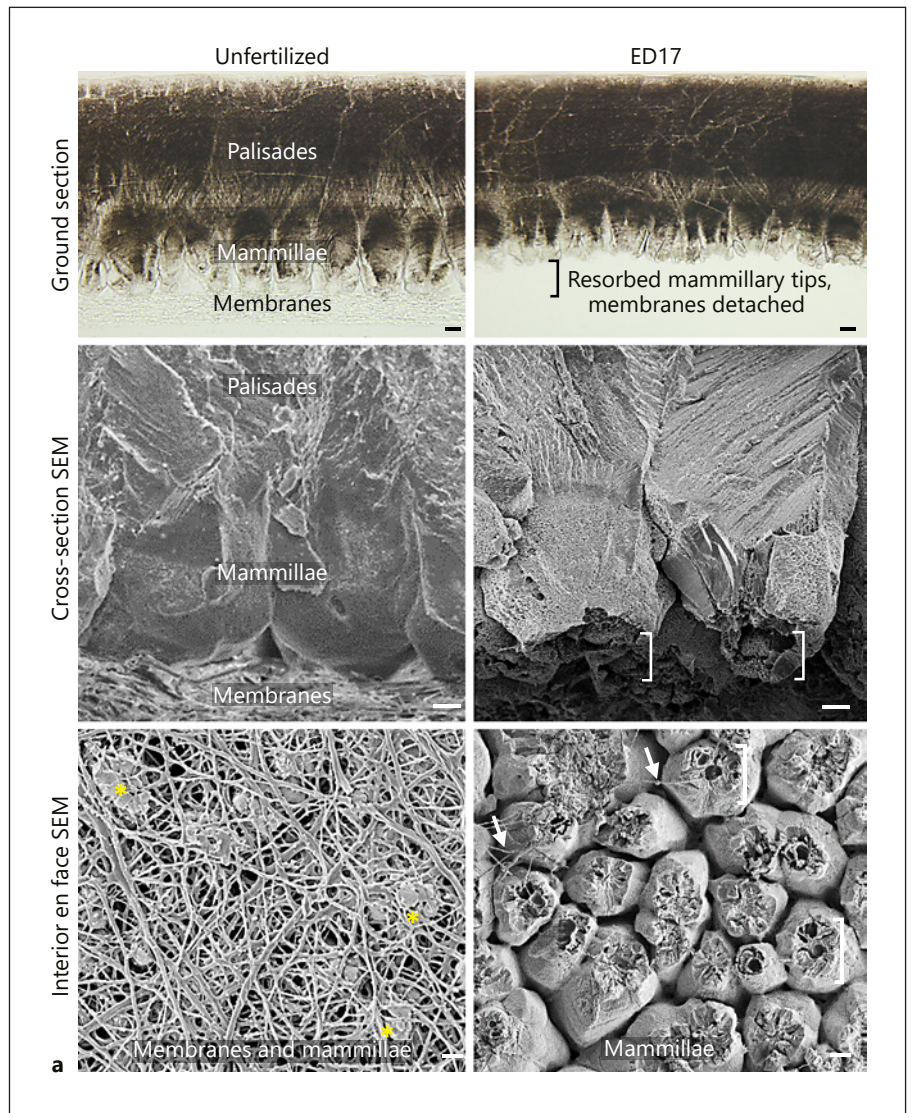 Unfertilized
ED17
Ground section
Palisades
Mammillae
Membranes
Resorbed mammillary tips,
membranes detached
Cross-section SEM
Palisades
Mammillae
Membranes
Interior en face SEM
*
*
*
Membranes and mammillae
Mammillae
a